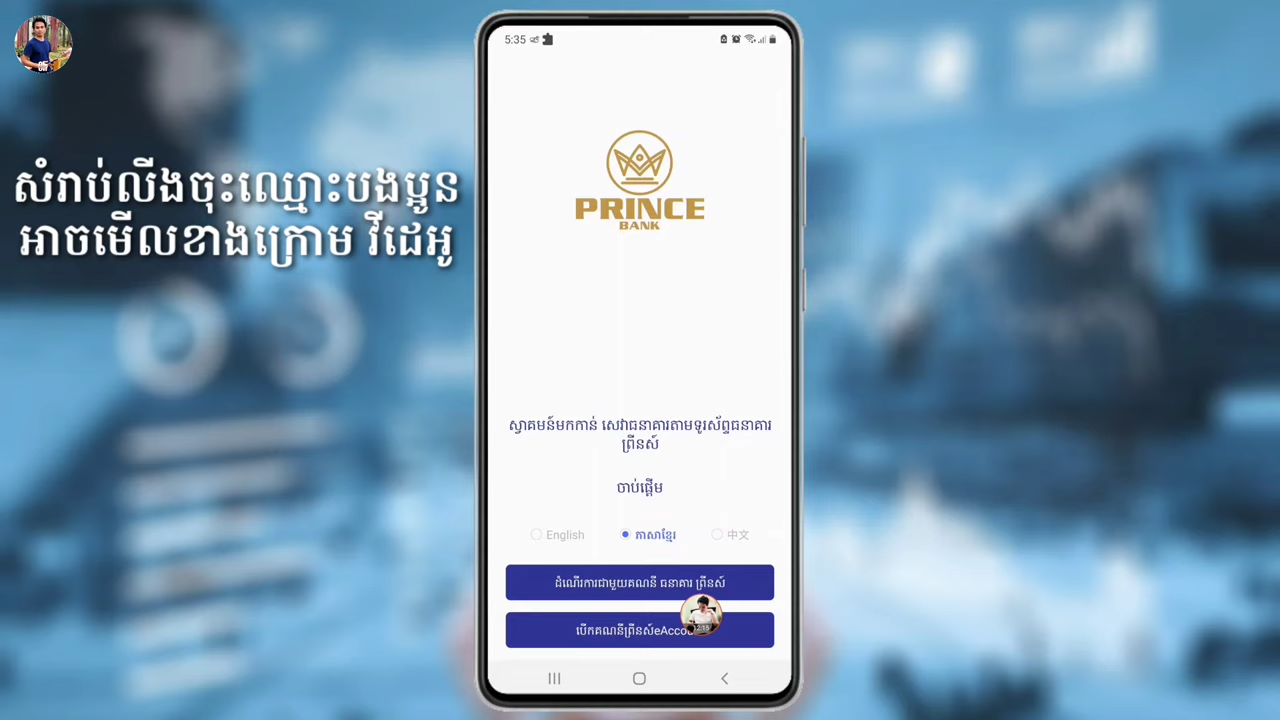 សំរាប់លីងចុះឈ្មោះបងប្អូន
អាចមើលខាងក្រោម វីដេអូ
5:35
PRINCE
BANK
ស្វាគមន៍មកកាន់ សេវាធនាគារតាមទូរស័ព្ទធនាគារ
ព្រីនស៍
ចាប់ផ្តើម
English ភាសាខ្មែរ 中文
ដំណើរការជាមួយគណនី ធនាគារ ព្រីនស៍
បើកគណនីព្រីនស៍eAccou
12:15